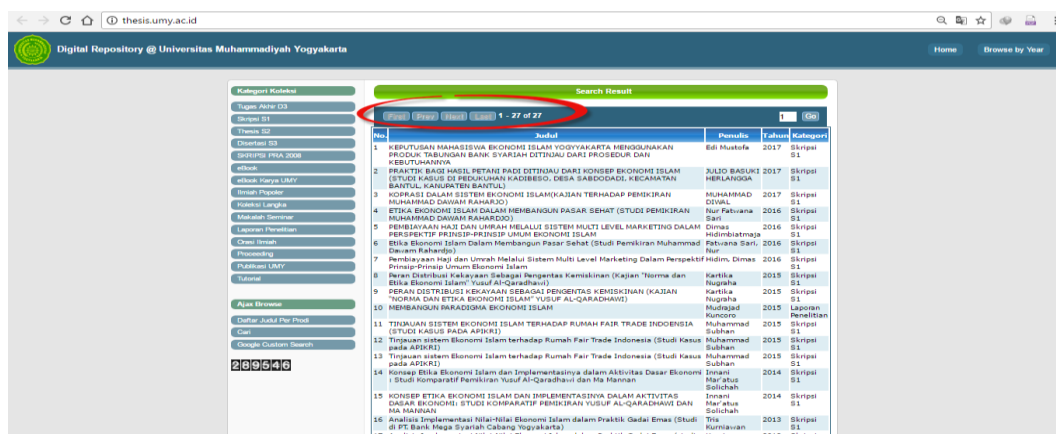 thesis.umy.ac.id
Digital Repository @ Universitas Muhammadiyah Yogyakarta
Home Browse by Year
Kategori Koleksi
Tugas Akhir D3
Skripsi S1
Thesis S2
Disertasi S3
SKRIPSI PRA 2008
eBook
eBook Karya UMY
Ilmiah Populer
Koleksi Langka
Makalah Seminar
Laporan Penelitian
Orasi Ilmiah
Proceeding
Publikasi UMY
Tutorial
Ajas Browse
Daftar Judul Per Prodi
Cari
Google Custom Search
289546
Search Result
First Prev Next Last 1 - 27 of 27 1 Go
No. Judul Penulis Tahun Kategori
1 KEPUTUSAN MAHASISWA EKONOMI ISLAM YOGYYAKARTA MENGGUNAKAN Edi Mustofa 2017 Skripsi
PRODUK TABUNGAN BANK SYARIAH DITINJAU DARI PROSEDUR DAN S1
KEBUTUHANNYA
2 PRAKTIK BAGI HASIL PETANI PADI DITINJAU DARI KONSEP EKONOMI ISLAM JULIO BASUKI 2017 Skripsi
(STUDI KASUS DI PEDUKUHAN KADIBESO, DESA SABDODADI, KECAMATAN HERLANGGA S1
BANTUL, KANUPATEN BANTUL)
3 KOPRASI DALAM SISTEM EKONOMI ISLAM(KAJIAN TERHADAP PEMIKIRAN MUHAMMAD 2017 Skripsi
MUHAMMAD DAWAM RAHARJO) DIWAL S1
4 ETIKA EKONOMI ISLAM DALAM MEMBANGUN PASAR SEHAT (STUDI PEMIKIRAN Nur Fatwana 2016 Skripsi
MUHAMMAD DAWAM RAHARDJO) Sari S1
5 PEMBIAYAAN HAJI DAN UMRAH MELALUI SISTEM MULTI LEVEL MARKETING DALAM Dimas 2016 Skripsi
PERSPEKTIF PRINSIP-PRINSIP UMUM EKONOMI ISLAM Hidimbiatmaja S1
6 Etika Ekonomi Islam Dalam Membangun Pasar Sehat (Studi Pemikiran Muhammad Fatwana Sari, 2016 Skripsi
Dawam Rahardjo) Nur S1
7 Pembiayaan Haji dan Umrah Melalui Sistem Multi Level Marketing Dalam Perspektif Hidim, Dimas 2016 Skripsi
Prinsip-Prinsip Umum Ekonomi Islam S1
8 Peran Distribusi Kekayaan Sebagai Pengentas Kamiskinan (Kajian "Norma dan Kartika 2015 Skripsi
Etika Ekonomi Islam" Yusuf Al-Qaradhawi) Nugraha S1
9 PERAN DISTRIBUSI KEKAYAAN SEBAGAI PENGENTAS KEMISKINAN (KAJIAN Kartika 2015 Skripsi
"NORMA DAN ETIKA EKONOMI ISLAM" YUSUF AL-QARADHAWI) Nugraha S1
10 MEMBANGUN PARADIGMA EKONOMI ISLAM Mudrajad 2015 Laporan
Kuncoro Penelitian
11 TINJAUAN SISTEM EKONOMI ISLAM TERHADAP RUMAH FAIR TRADE INDOENSIA Muhammad 2015 Skripsi
(STUDI KASUS PADA APIKRI) Subhan S1
12 Tinjauan sistem Ekonomi Islam terhadap Rumah Fair Trade Indonesia (Studi Kasus Muhammad 2015 Skripsi
pada APIKRI) Subhan S1
13 Tinjauan sistem Ekonomi Islam terhadap Rumah Fair Trade Indonesia (Studi Kasus Muhammad 2015 Skripsi
pada APIKRI) Subhan S1
14 Konsep Etika Ekonomi Islam dan Implementasinya dalam Aktivitas Dasar Ekonomi Innani 2014 Skripsi
: Studi Komparatif Pemikiran Yusuf Al-Qaradhawi dan Ma Mannan Mar'atus S1
Solichah
15 KONSEP ETIKA EKONOMI ISLAM DAN IMPLEMENTASINYA DALAM AKTIVITAS Innani 2014 Skripsi
DASAR EKONOMI: STUDI KOMPARATIF PEMIKIRAN YUSUF AL-QARADHAWI DAN Mar'atus S1
MA MANNAN Solichah
16 Analisis Implementasi Nilai-Nilai Ekonomi Islam dalam Praktik Gadai Emas (Studi Tris 2013 Skripsi
di PT Bank Mega Syariah Cabang Yogyakarta) Kurniawan S1